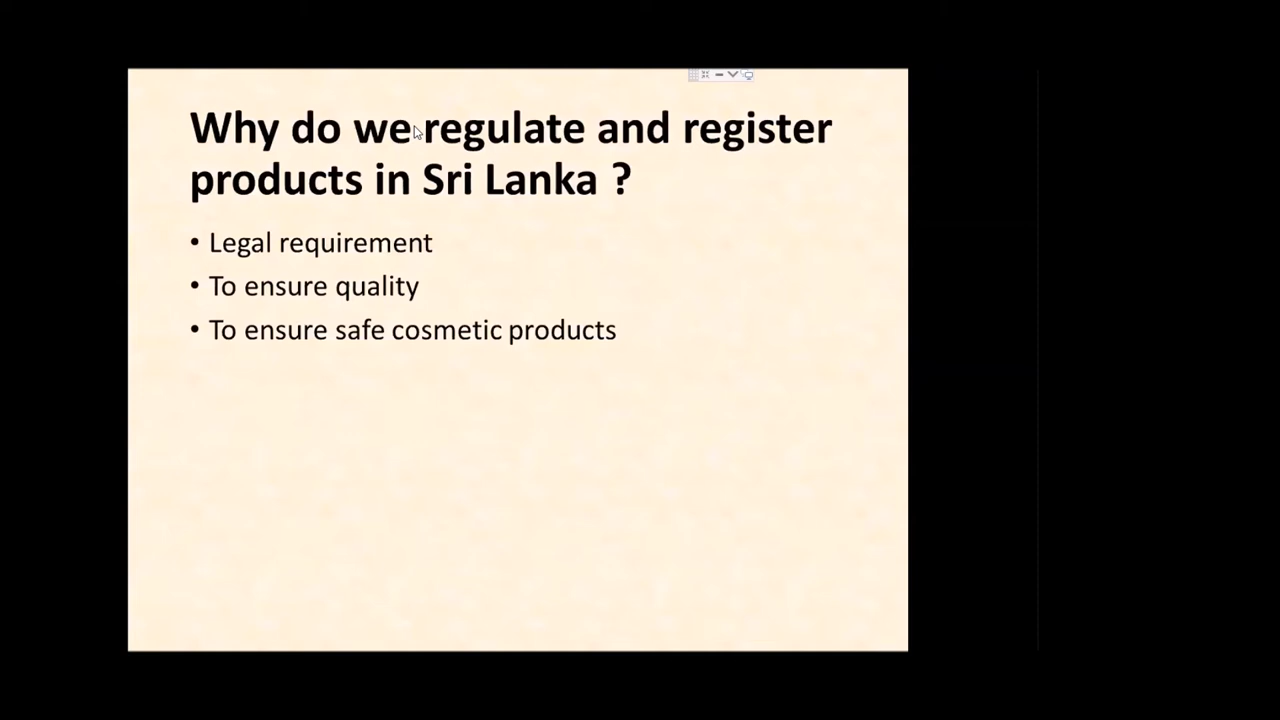 Why do we regulate and register
products in Sri Lanka ?
• Legal requirement
• To ensure quality
• To ensure safe cosmetic products